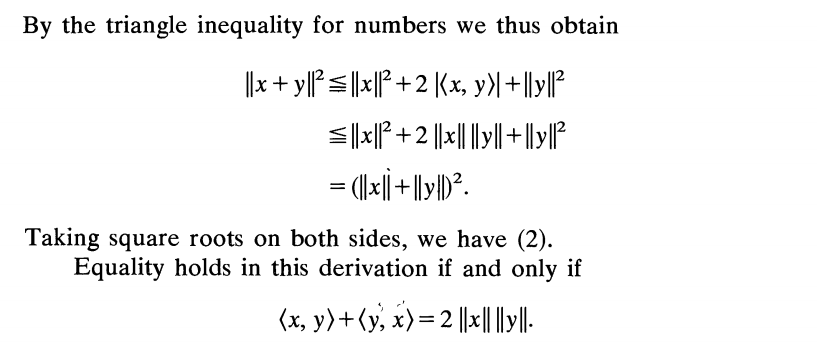 By the triangle inequality for numbers we thus obtain
‖x + y‖² ≦ ‖x‖² + 2 |⟨x, y⟩| + ‖y‖²
≦ ‖x‖² + 2 ‖x‖ ‖y‖ + ‖y‖²
= (‖x‖ + ‖y‖)².
Taking square roots on both sides, we have (2).
Equality holds in this derivation if and only if
⟨x, y⟩ + ⟨y, x⟩ = 2 ‖x‖ ‖y‖.